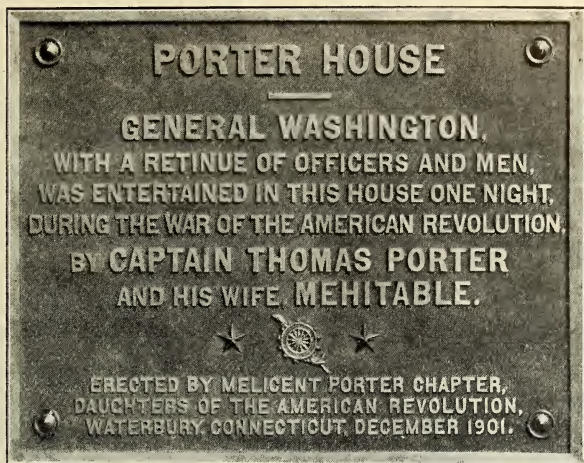 PORTER HOUSE
GENERAL WASHINGTON,
WITH A RETINUE OF OFFICERS AND MEN,
WAS ENTERTAINED IN THIS HOUSE ONE NIGHT,
DURING THE WAR OF THE AMERICAN REVOLUTION,
BY CAPTAIN THOMAS PORTER
AND HIS WIFE, MEHITABLE.
ERECTED BY MELICENT PORTER CHAPTER,
DAUGHTERS OF THE AMERICAN REVOLUTION,
WATERBURY, CONNECTICUT, DECEMBER 1901.